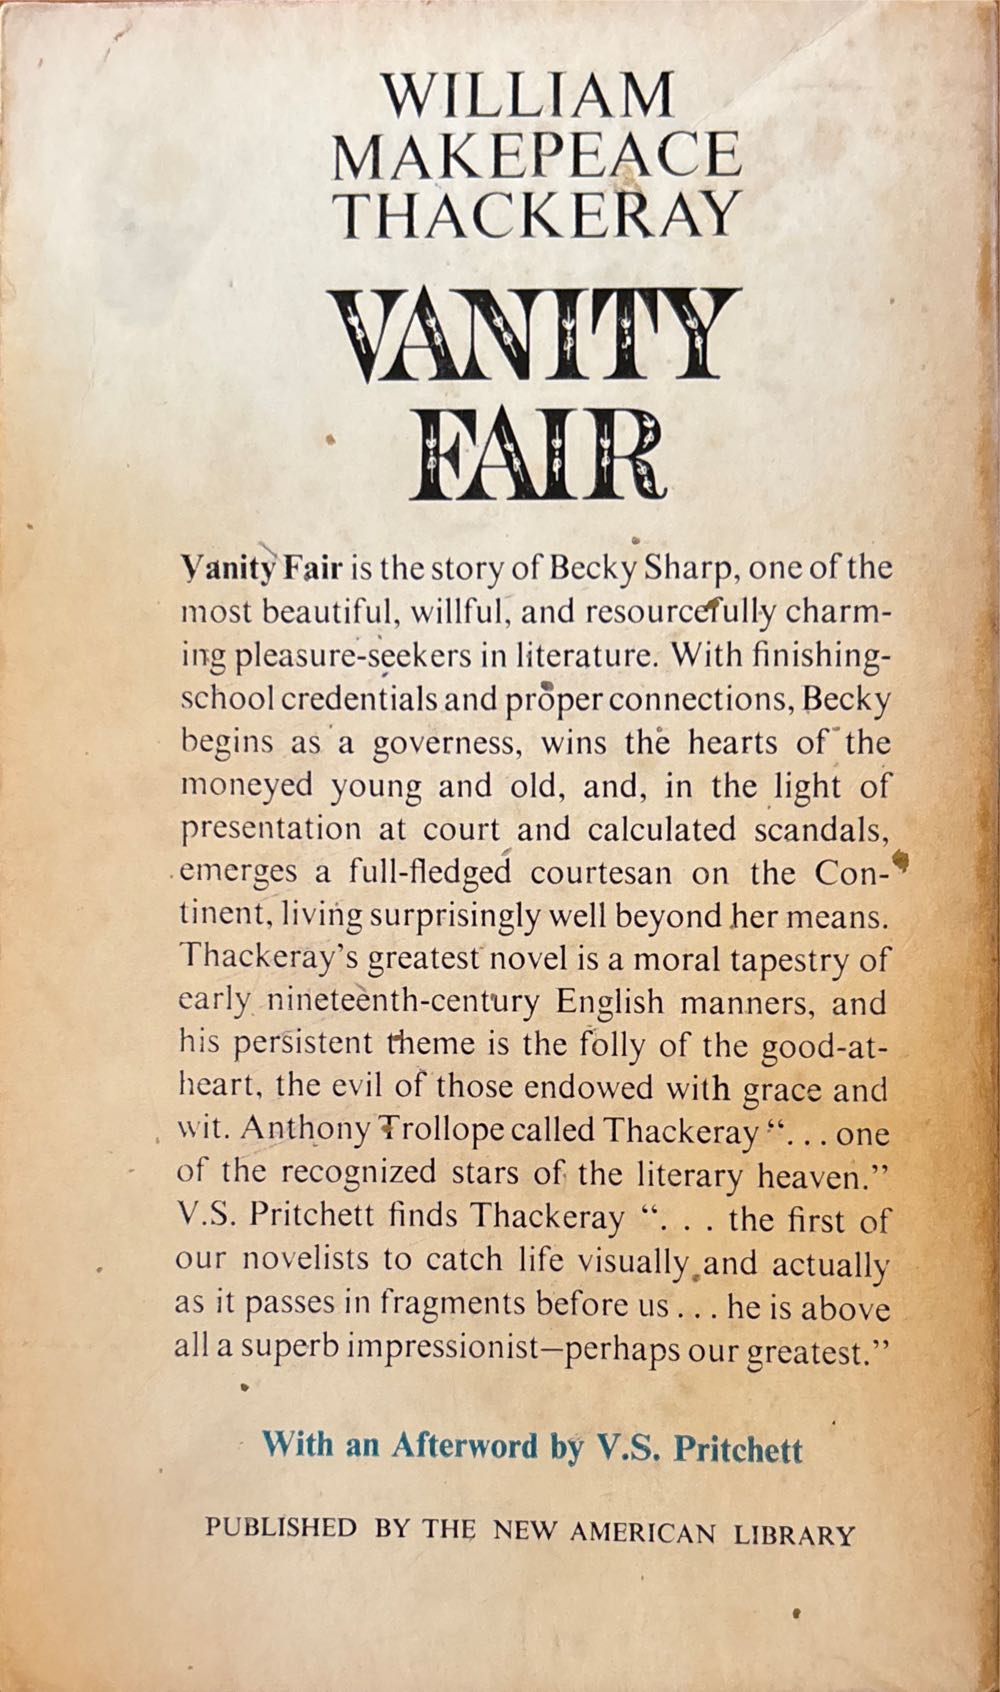 WILLIAM
MAKEPEACE
THACKERAY
VANITY
FAIR
Vanity Fair is the story of Becky Sharp, one of the
most beautiful, willful, and resourcefully charm-
ing pleasure-seekers in literature. With finishing-
school credentials and proper connections, Becky
begins as a governess, wins the hearts of the
moneyed young and old, and, in the light of
presentation at court and calculated scandals,
emerges a full-fledged courtesan on the Con-
tinent, living surprisingly well beyond her means.
Thackeray's greatest novel is a moral tapestry of
early nineteenth-century English manners, and
his persistent theme is the folly of the good-at-
heart, the evil of those endowed with grace and
wit. Anthony Trollope called Thackeray “. . . one
of the recognized stars of the literary heaven.”
V.S. Pritchett finds Thackeray “. . . the first of
our novelists to catch life visually and actually
as it passes in fragments before us . . . he is above
all a superb impressionist—perhaps our greatest.”
With an Afterword by V.S. Pritchett
PUBLISHED BY THE NEW AMERICAN LIBRARY